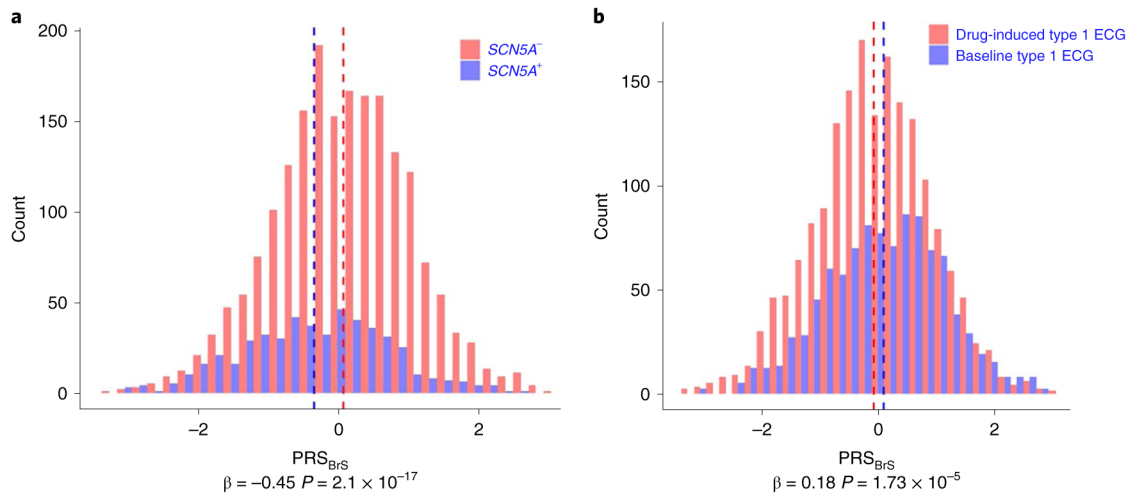 a
200
SCN5A⁻
SCN5A⁺
150
Count
100
50
0
−2
0
2
PRS_BrS
β = −0.45 P = 2.1 × 10⁻¹⁷
b
Drug-induced type 1 ECG
Baseline type 1 ECG
150
Count
100
50
0
−2
0
2
PRS_BrS
β = 0.18 P = 1.73 × 10⁻⁵